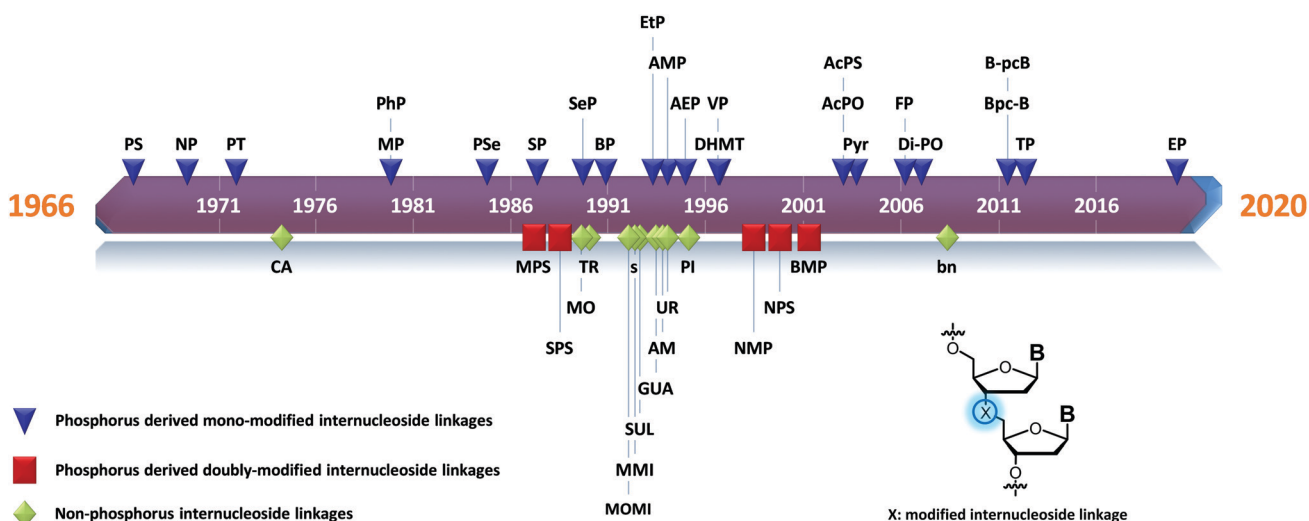 EtP
AMP AcPS B-pcB
PhP SeP AEP VP AcPO FP Bpc-B
PS NP PT MP PSe SP BP DHMT Pyr Di-PO TP EP
1966 1971 1976 1981 1986 1991 1996 2001 2006 2011 2016 2020
CA MPS TR s PI BMP bn
MO UR NPS
SPS AM NMP
GUA
SUL
MMI
MOMI
Phosphorus derived mono-modified internucleoside linkages
Phosphorus derived doubly-modified internucleoside linkages
Non-phosphorus internucleoside linkages
O
B
O
X
B
O
O
X: modified internucleoside linkage